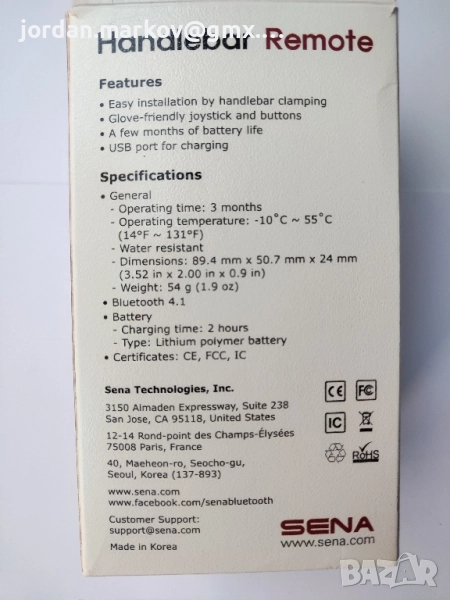 jordan.markov@gmx...
Handlebar Remote
Features
• Easy installation by handlebar clamping
• Glove-friendly joystick and buttons
• A few months of battery life
• USB port for charging
Specifications
• General
- Operating time: 3 months
- Operating temperature: -10˚C ~ 55˚C
(14°F ~ 131°F)
- Water resistant
- Dimensions: 89.4 mm x 50.7 mm x 24 mm
(3.52 in x 2.00 in x 0.9 in)
- Weight: 54 g (1.9 oz)
• Bluetooth 4.1
• Battery
- Charging time: 2 hours
- Type: Lithium polymer battery
• Certificates: CE, FCC, IC
Sena Technologies, Inc.
3150 Almaden Expressway, Suite 238
San Jose, CA 95118, United States
12-14 Rond-point des Champs-Élysées
75008 Paris, France
40, Maeheon-ro, Seocho-gu,
Seoul, Korea (137-893)
www.sena.com
www.facebook.com/senabluetooth
Customer Support:
support@sena.com
Made in Korea
CE FC
IC
RoHS
SENA
www.sena.com
BAZAR